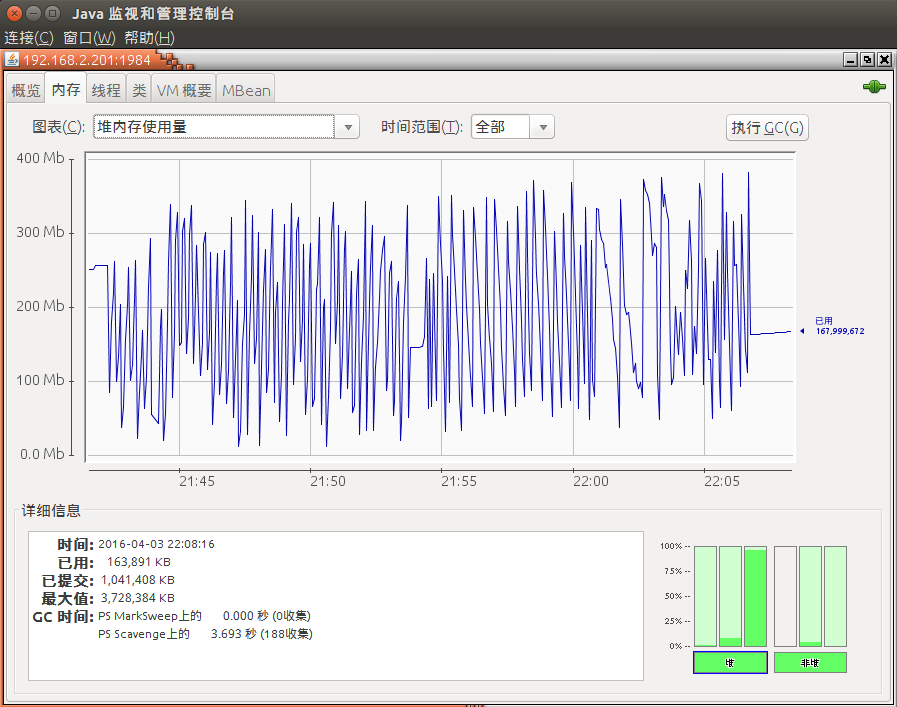 Java 监视和管理控制台
连接(C) 窗口(W) 帮助(H)
192.168.2.201:1984
概览 内存 线程 类 VM 概要 MBean
图表(C): 堆内存使用量 时间范围(T): 全部 执行 GC(G)
400 Mb
300 Mb
200 Mb
100 Mb
0.0 Mb
已用
167,999,672
21:45 21:50 21:55 22:00 22:05
详细信息
时间: 2016-04-03 22:08:16
已用: 163,891 KB
已提交: 1,041,408 KB
最大值: 3,728,384 KB
GC 时间: PS MarkSweep上的 0.000 秒 (0收集)
PS Scavenge上的 3.693 秒 (188收集)
100% --
75% --
50% --
25% --
0% --
堆 非堆